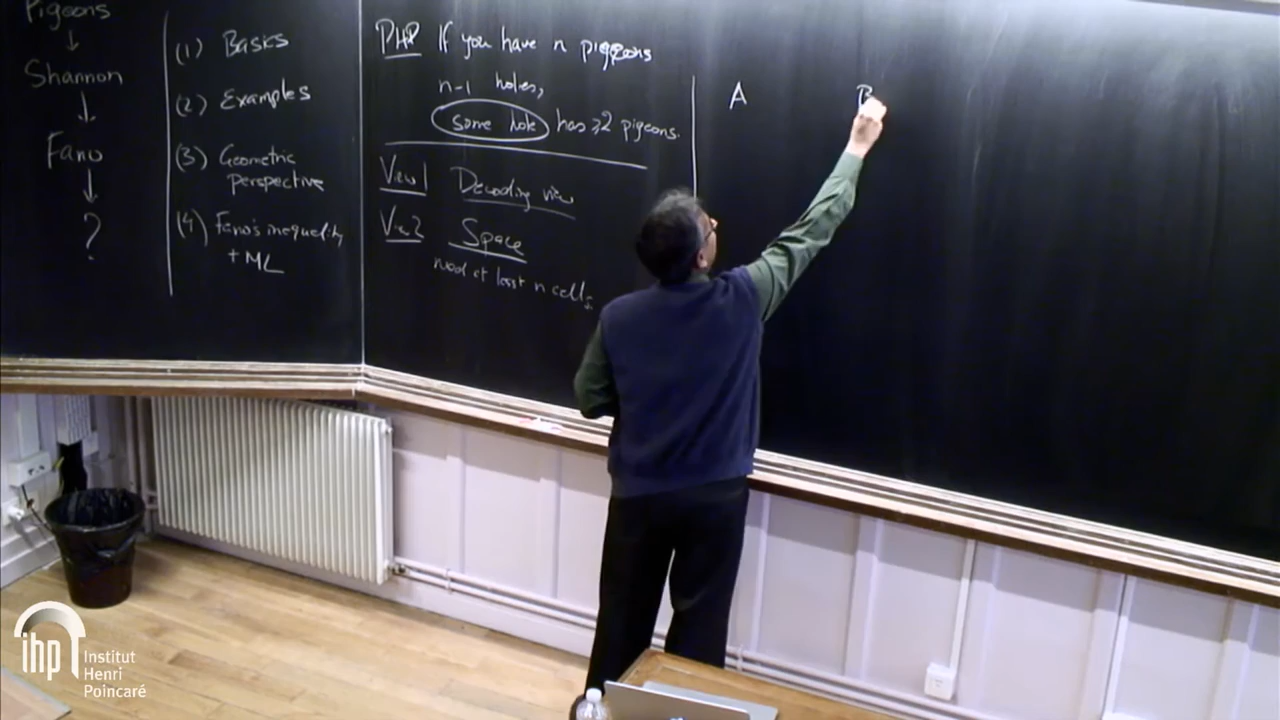 Pigeons
↓
Shannon
↓
Fano
↓
?
(1) Basics
(2) Examples
(3) Geometric
perspective
(4) Fano's inequality
+ ML
PHP If you have n pigeons
n-1 holes,
some hole has ≥2 pigeons.
View 1 Decoding view
View 2 Space
need at least n cells.
A B
ihp Institut
Henri
Poincaré